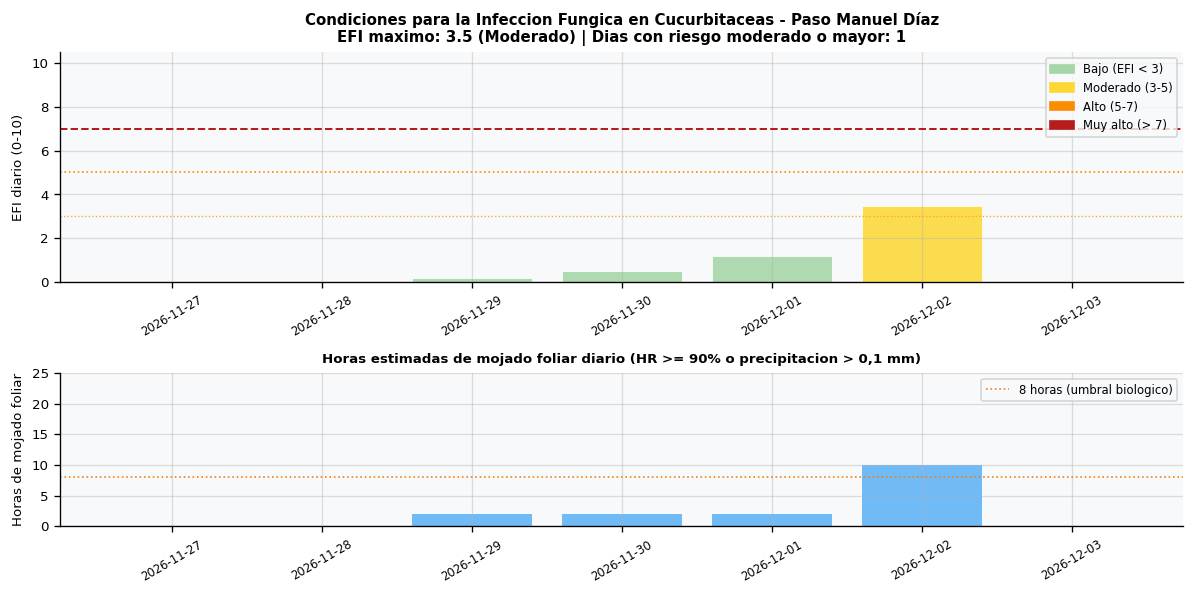 Condiciones para la Infeccion Fungica en Cucurbitaceas - Paso Manuel Díaz
EFI maximo: 3.5 (Moderado) | Dias con riesgo moderado o mayor: 1
EFI diario (0-10)
10
8
6
4
2
0
Bajo (EFI < 3)
Moderado (3-5)
Alto (5-7)
Muy alto (> 7)
2026-11-27
2026-11-28
2026-11-29
2026-11-30
2026-12-01
2026-12-02
2026-12-03
Horas estimadas de mojado foliar diario (HR >= 90% o precipitacion > 0,1 mm)
Horas de mojado foliar
25
20
15
10
5
0
8 horas (umbral biologico)
2026-11-27
2026-11-28
2026-11-29
2026-11-30
2026-12-01
2026-12-02
2026-12-03